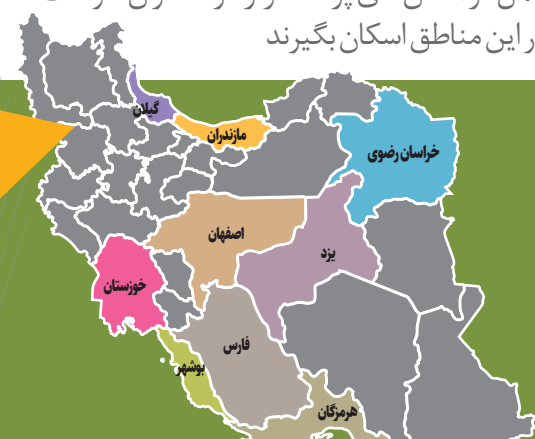 ر این مناطق اسکان بگیرند
گیلان
مازندران
خراسان رضوی
اصفهان
یزد
خوزستان
فارس
بوشهر
هرمزگان